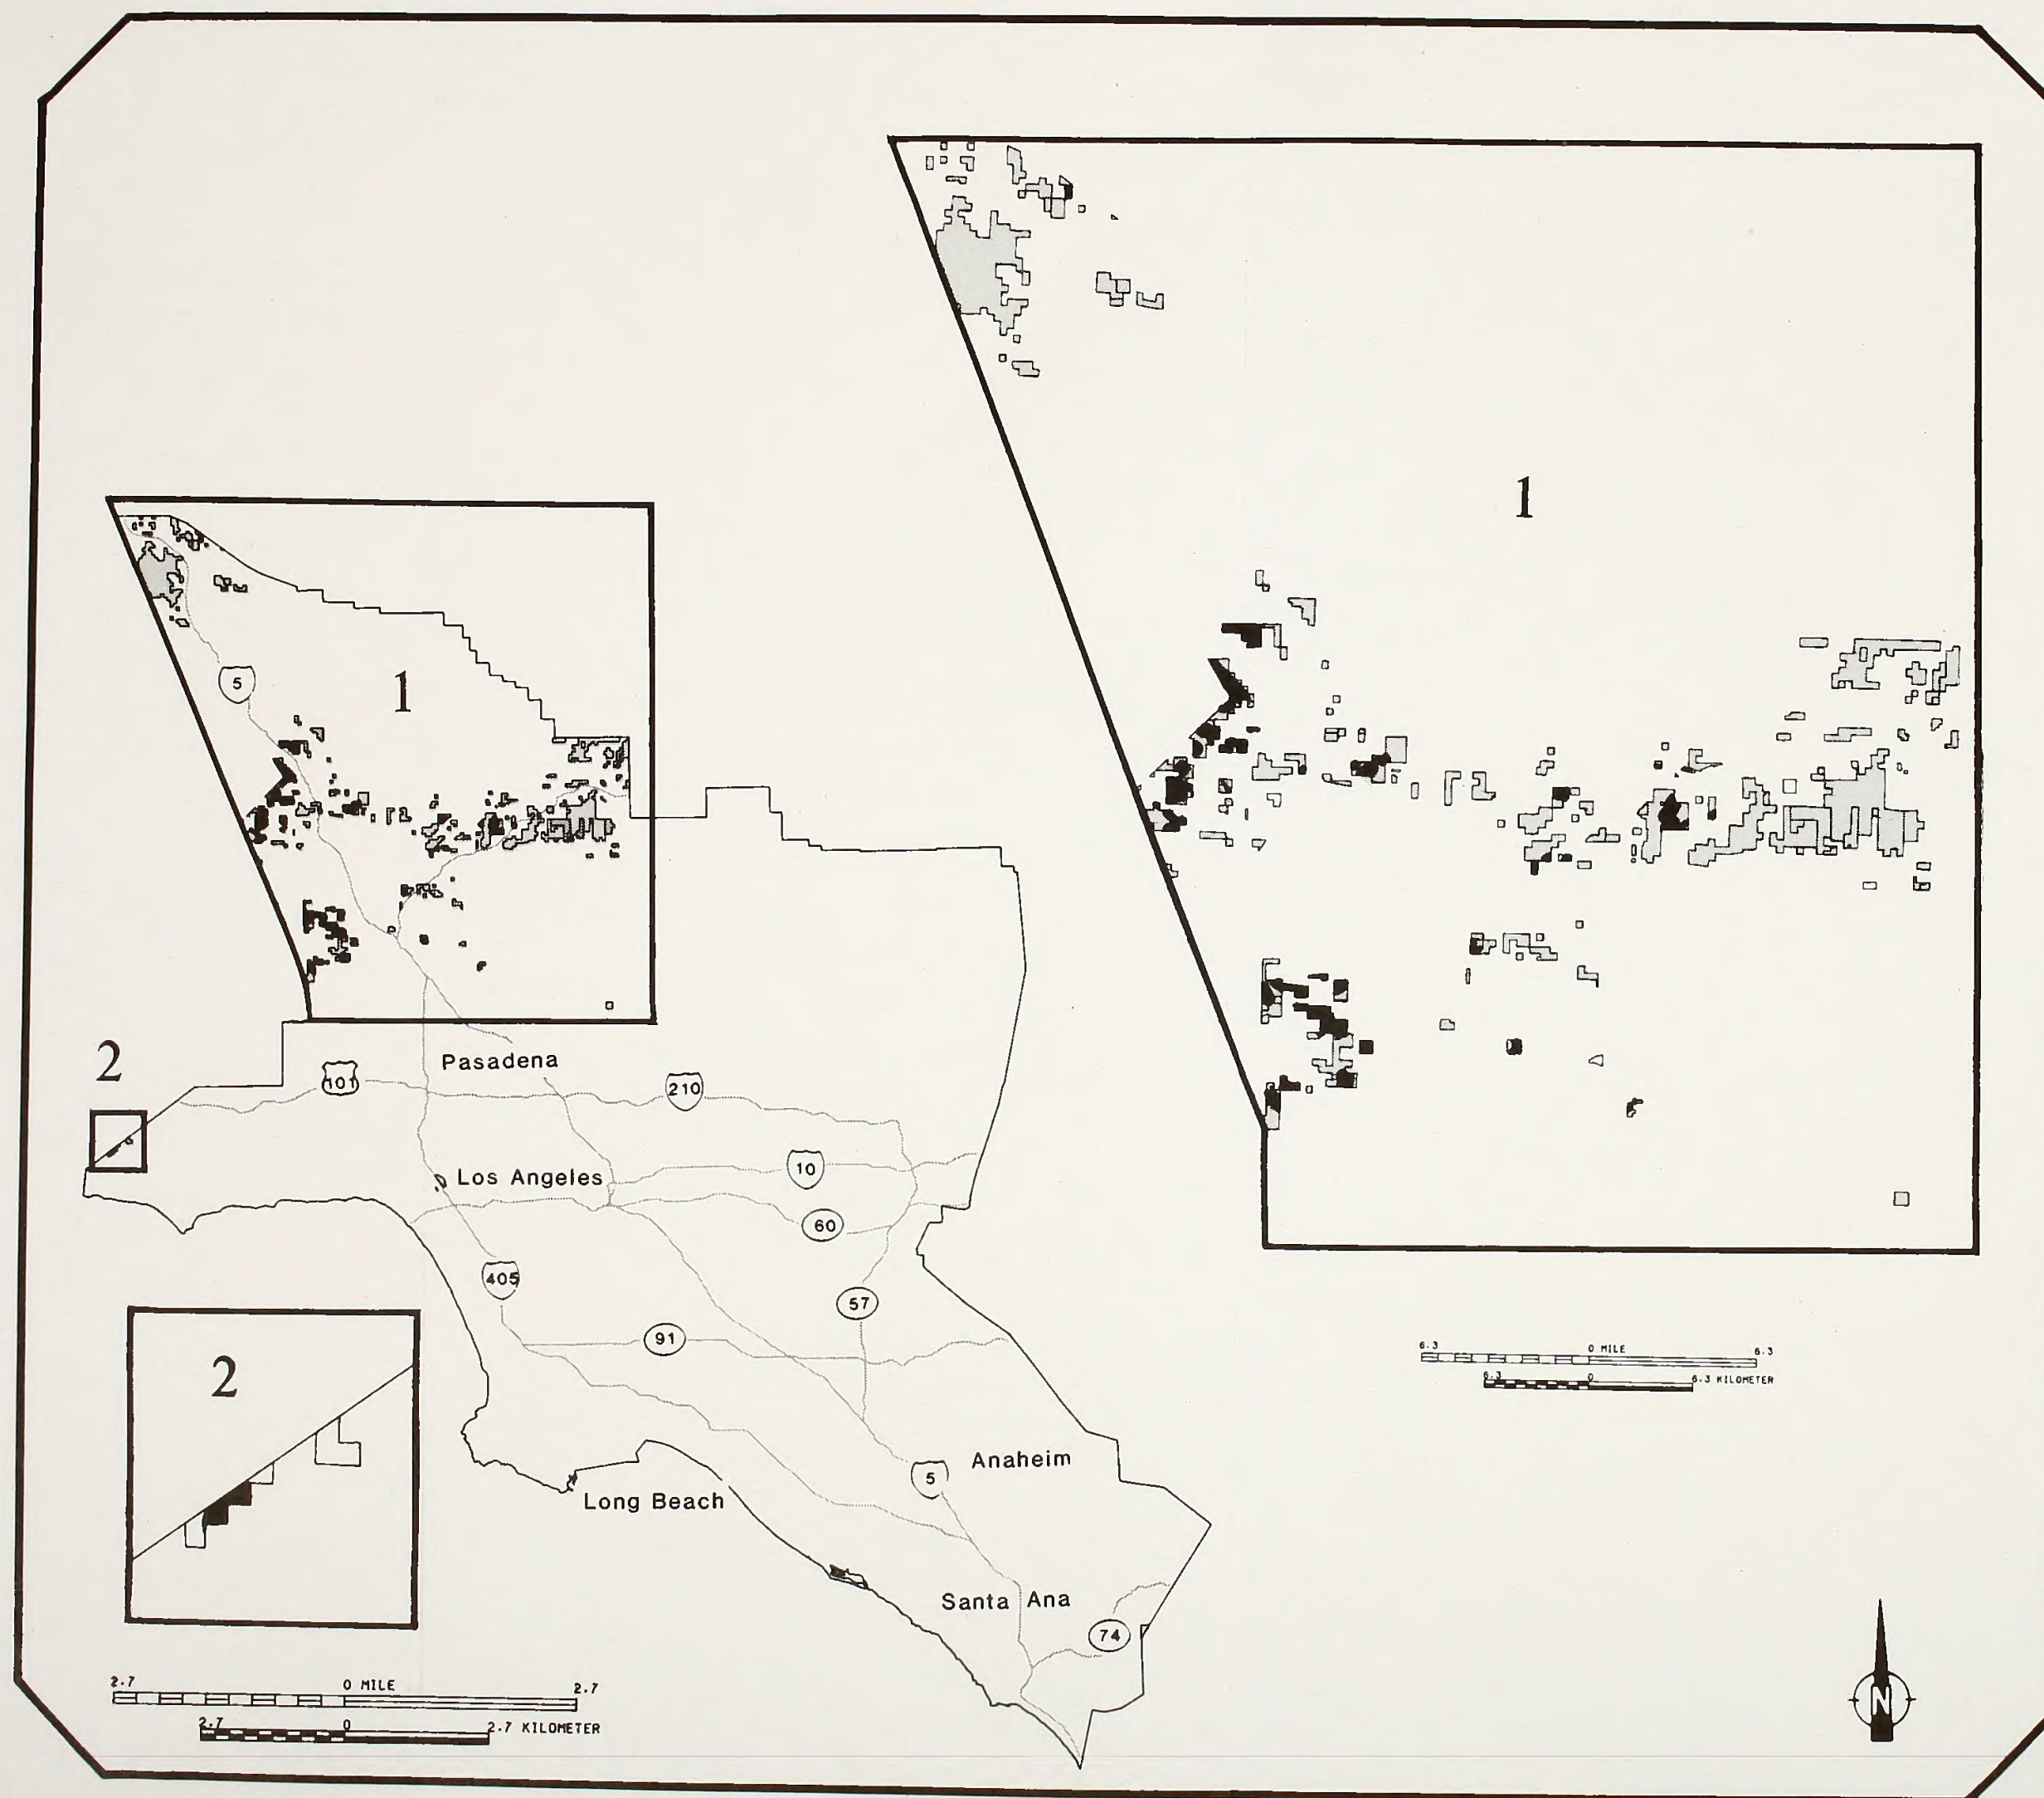 1
1
5
2
Pasadena
101
210
Los Angeles
10
60
405
57
91
2
6.3 0 MILE 6.3
6.3 0 6.3 KILOMETER
Anaheim
5
Long Beach
Santa Ana
74
2.7 0 MILE 2.7
2.7 0 2.7 KILOMETER
N